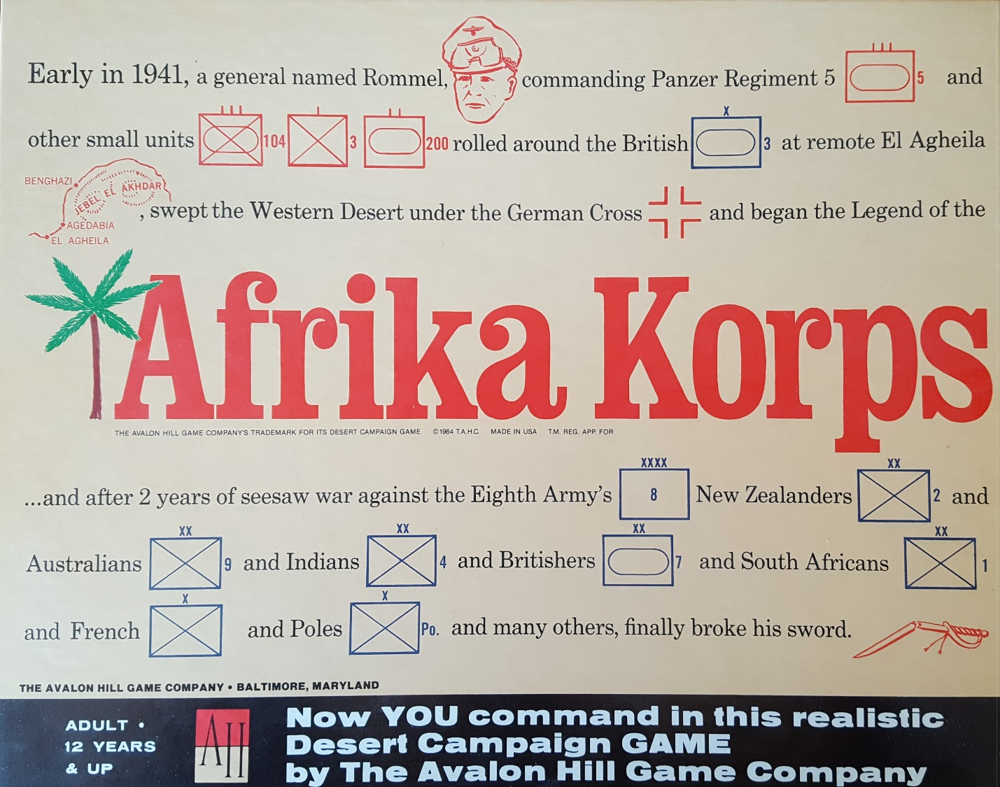 Early in 1941, a general named Rommel, commanding Panzer Regiment 5 III 5 and
other small units III 104 I 3 II 200 rolled around the British X 3 at remote El Agheila
BENGHAZI
JEBEL EL AKHDAR
AGEDABIA
EL AGHEILA
, swept the Western Desert under the German Cross and began the Legend of the
Afrika Korps
THE AVALON HILL GAME COMPANY'S TRADEMARK FOR ITS DESERT CAMPAIGN GAME ©1964 T.A.H.C. MADE IN USA T.M. REG. APP. FOR
...and after 2 years of seesaw war against the Eighth Army's XXXX 8 New Zealanders XX 2 and
Australians XX 9 and Indians XX 4 and Britishers XX 7 and South Africans XX 1
and French X and Poles X Po. and many others, finally broke his sword.
THE AVALON HILL GAME COMPANY • BALTIMORE, MARYLAND
ADULT •
12 YEARS
& UP
AH
Now YOU command in this realistic
Desert Campaign GAME
by The Avalon Hill Game Company